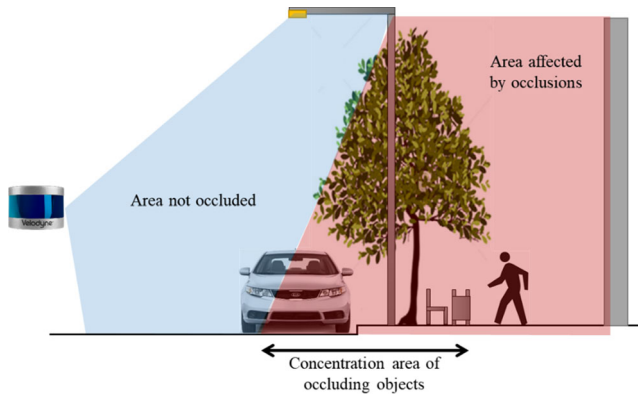 Area affected
by occlusions
Area not occluded
Velodyne
Concentration area of
occluding objects